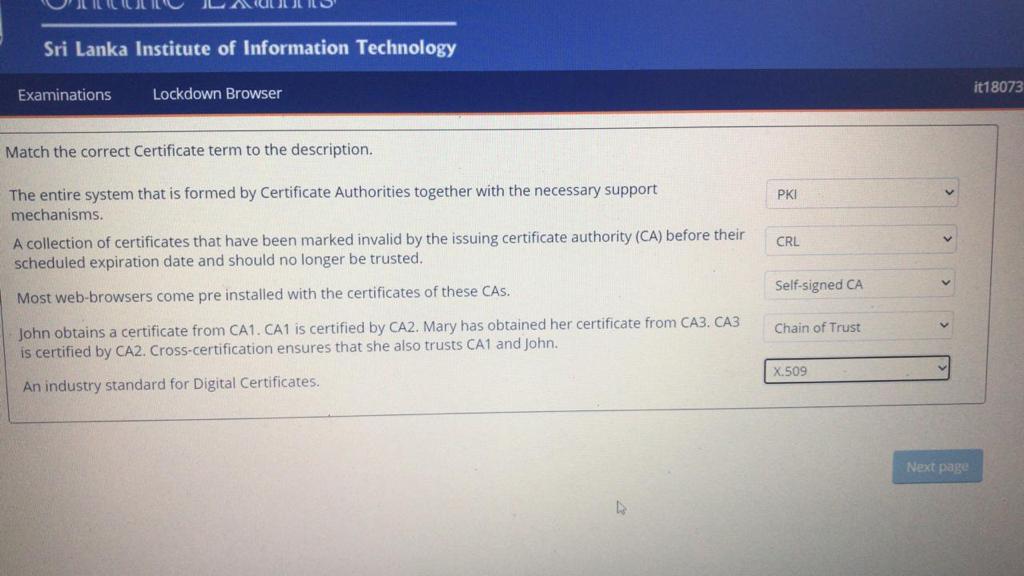 Online Exams
Sri Lanka Institute of Information Technology
Examinations Lockdown Browser it18073
Match the correct Certificate term to the description.
The entire system that is formed by Certificate Authorities together with the necessary support
mechanisms.
PKI
A collection of certificates that have been marked invalid by the issuing certificate authority (CA) before their
scheduled expiration date and should no longer be trusted.
CRL
Most web-browsers come pre installed with the certificates of these CAs.
Self-signed CA
John obtains a certificate from CA1. CA1 is certified by CA2. Mary has obtained her certificate from CA3. CA3
is certified by CA2. Cross-certification ensures that she also trusts CA1 and John.
Chain of Trust
An industry standard for Digital Certificates.
X.509
Next page